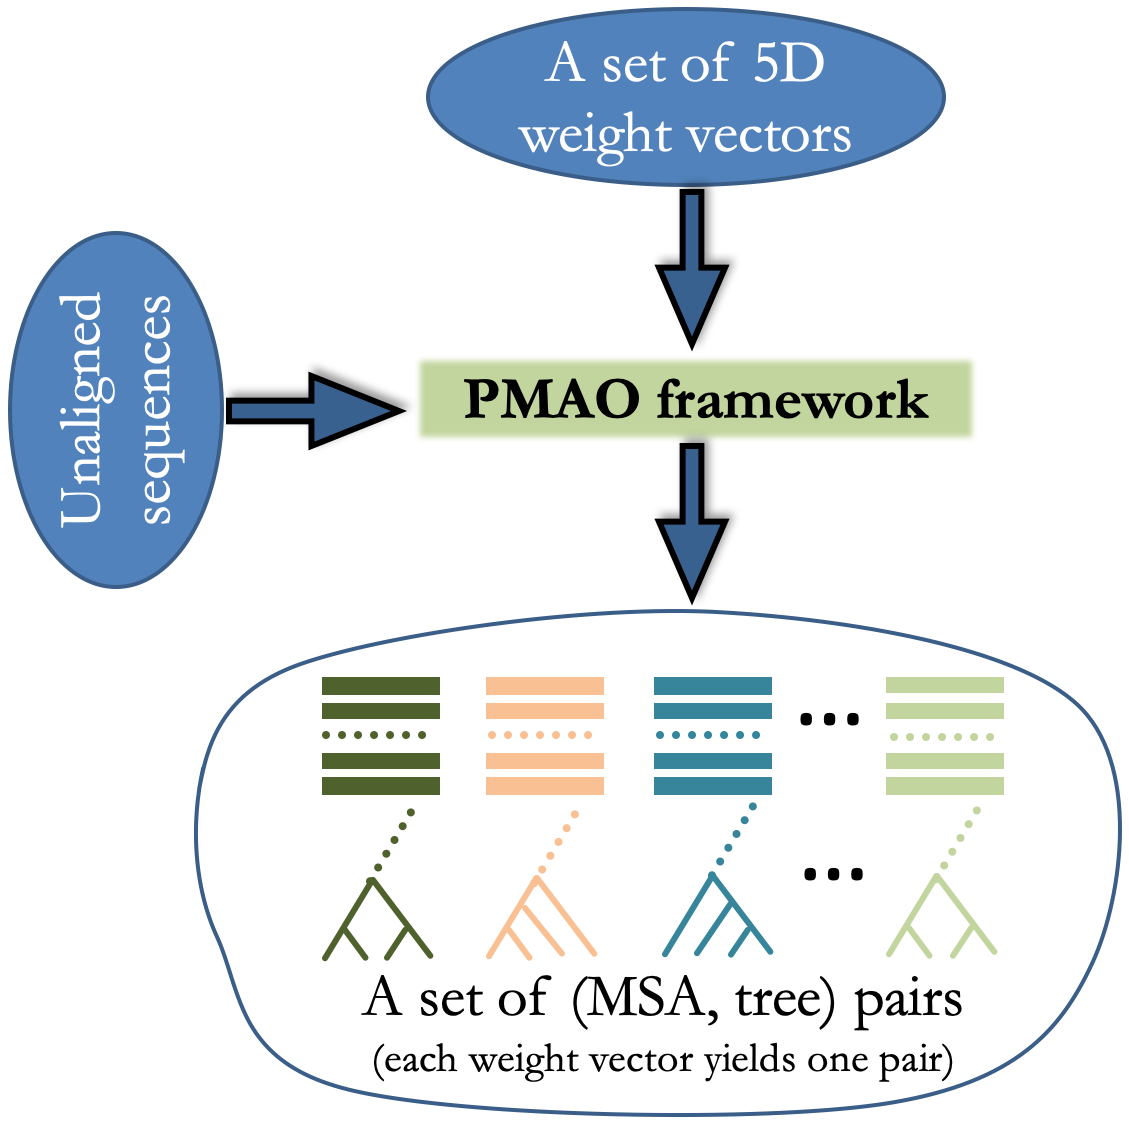 A set of 5D
weight vectors
Unaligned
sequences
PMAO framework
...
...
A set of (MSA, tree) pairs
(each weight vector yields one pair)